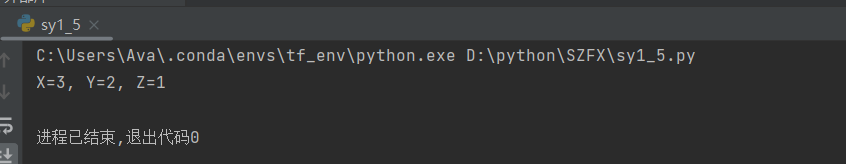 sy1_5
C:\Users\Ava\.conda\envs\tf_env\python.exe D:\python\SZFX\sy1_5.py
X=3, Y=2, Z=1
进程已结束,退出代码0